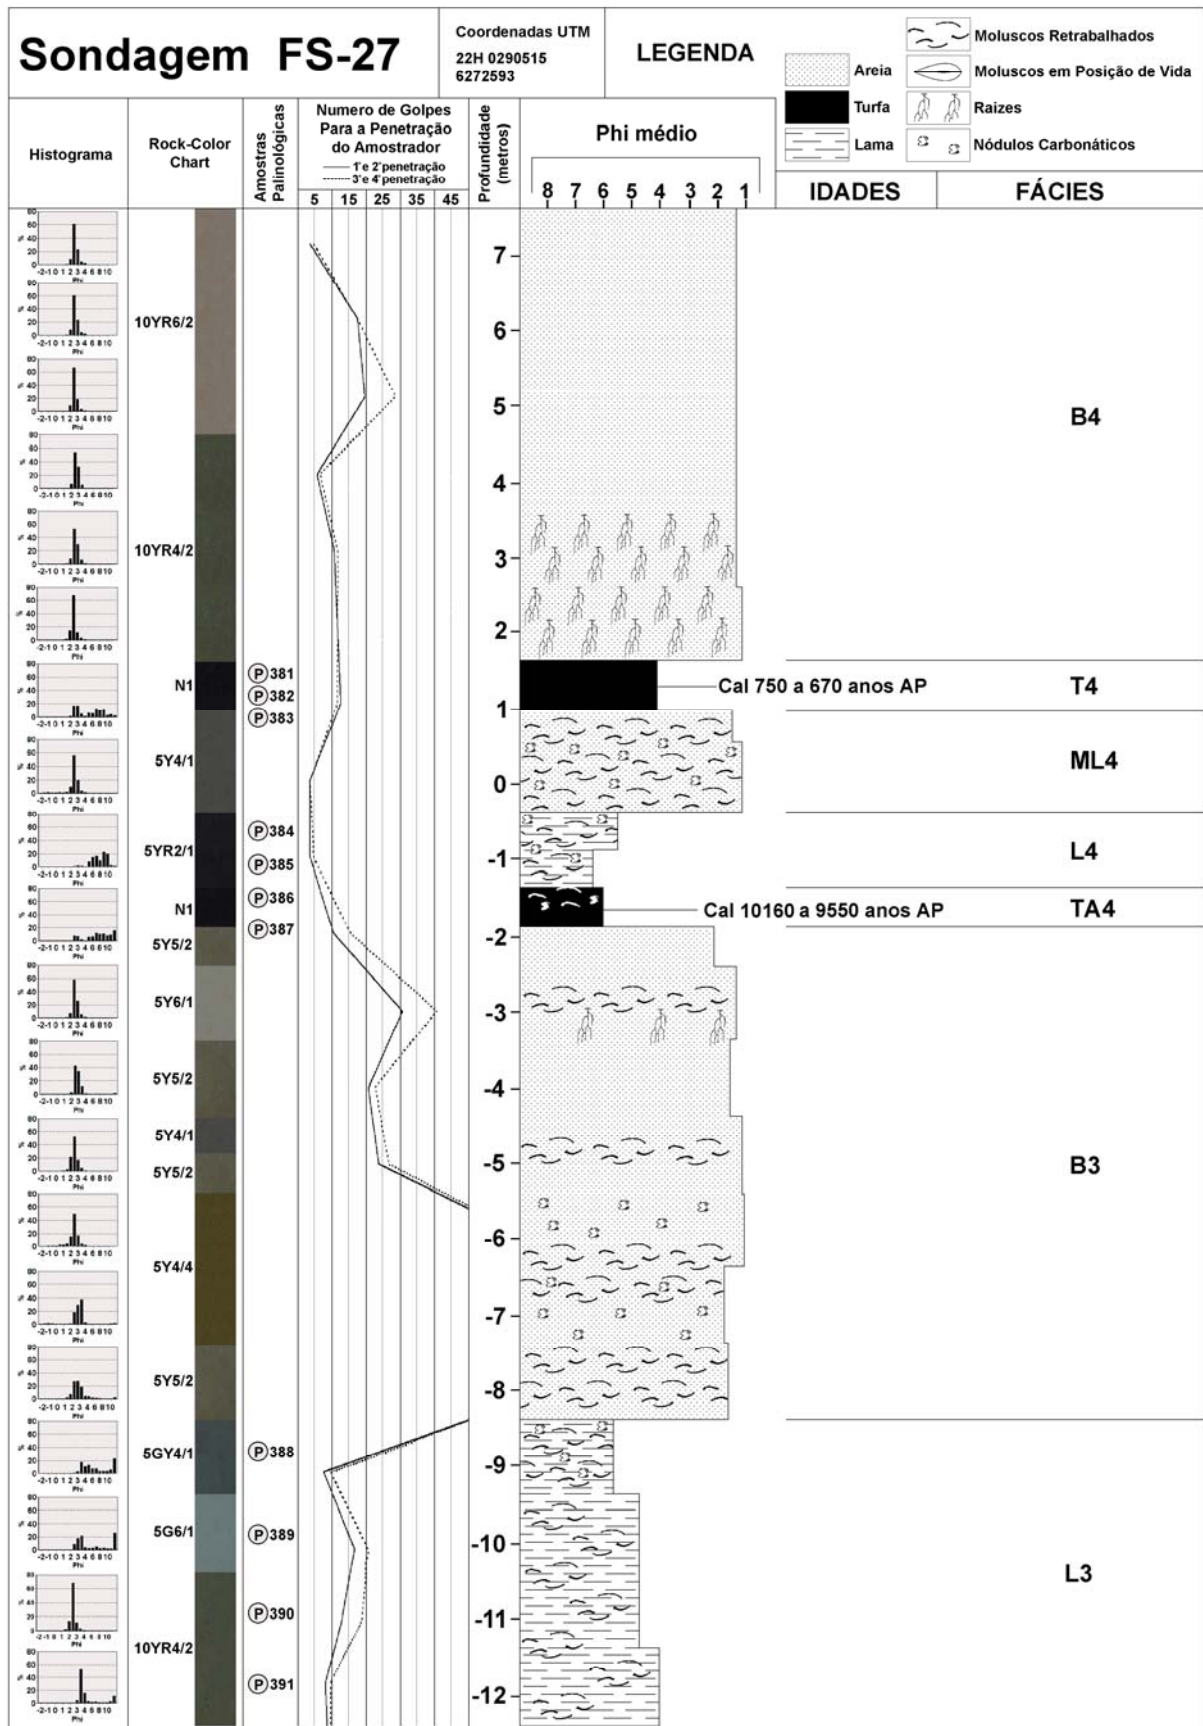 Sondagem FS-27
Coordenadas UTM
22H 0290515
6272593
LEGENDA
Areia
Turfa
Lama
Moluscos Retrabalhados
Moluscos em Posição de Vida
Raizes
Nódulos Carbonáticos
Histograma
Rock-Color
Chart
Amostras
Palinológicas
Numero de Golpes
Para a Penetração
do Amostrador
1ª e 2ª penetração
3ª e 4ª penetração
5 15 25 35 45
Profundidade
(metros)
Phi médio
8 7 6 5 4 3 2 1
IDADES
FÁCIES
10YR6/2
10YR4/2
N1
5Y4/1
5YR2/1
N1
5Y5/2
5Y6/1
5Y5/2
5Y4/1
5Y5/2
5Y4/4
5Y5/2
5GY4/1
5G6/1
10YR4/2
P 381
P 382
P 383
P 384
P 385
P 386
P 387
P 388
P 389
P 390
P 391
7
6
5
4
3
2
1
0
-1
-2
-3
-4
-5
-6
-7
-8
-9
-10
-11
-12
Cal 750 a 670 anos AP
Cal 10160 a 9550 anos AP
B4
T4
ML4
L4
TA4
B3
L3